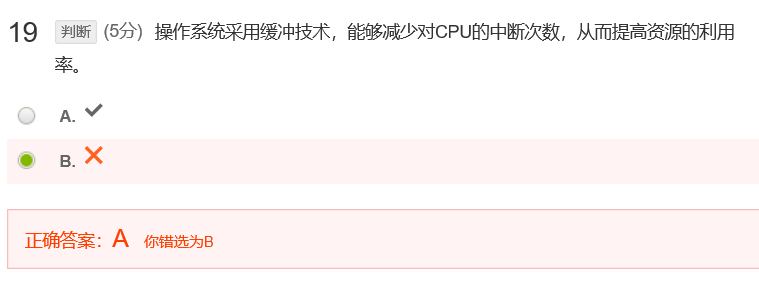 19 判断 (5分) 操作系统采用缓冲技术，能够减少对CPU的中断次数，从而提高资源的利用
率。
A.
B.
正确答案：A 你错选为B